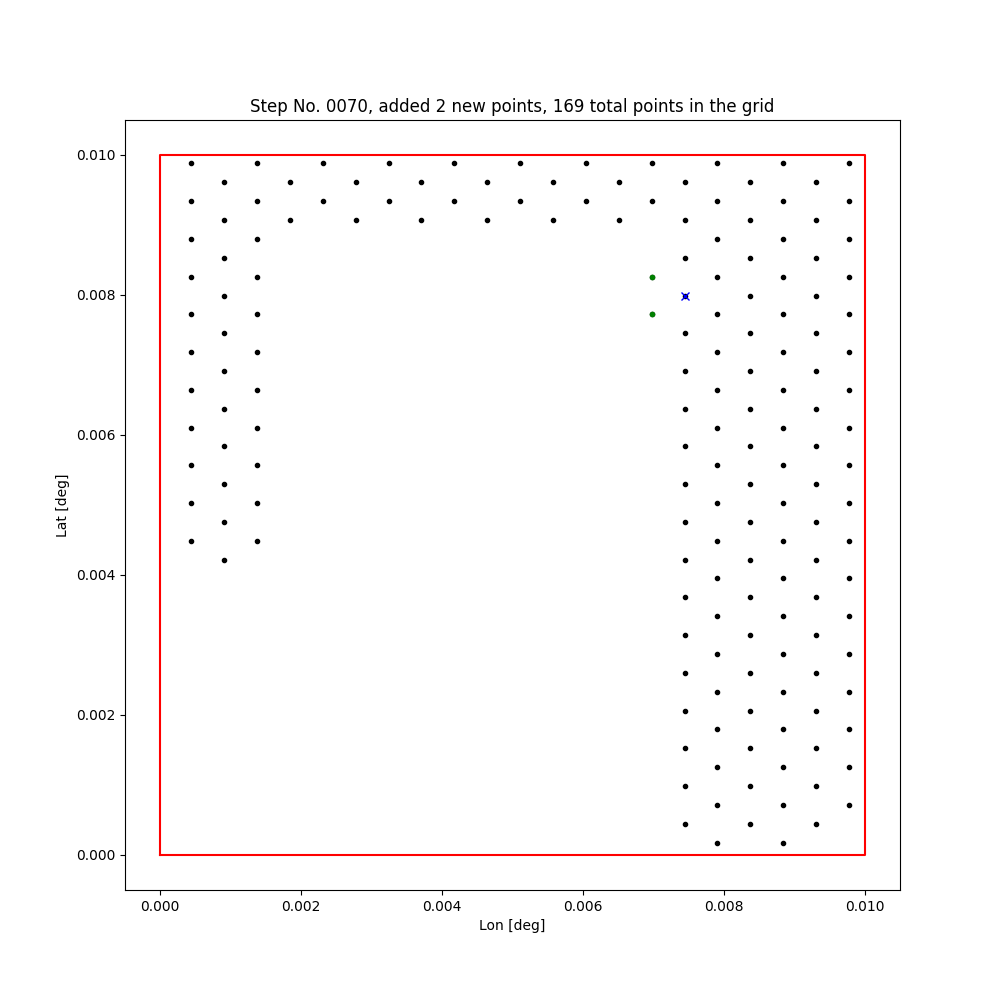 Step No. 0070, added 2 new points, 169 total points in the grid
0.010
0.008
0.006
0.004
0.002
0.000
Lat [deg]
0.000 0.002 0.004 0.006 0.008 0.010
Lon [deg]